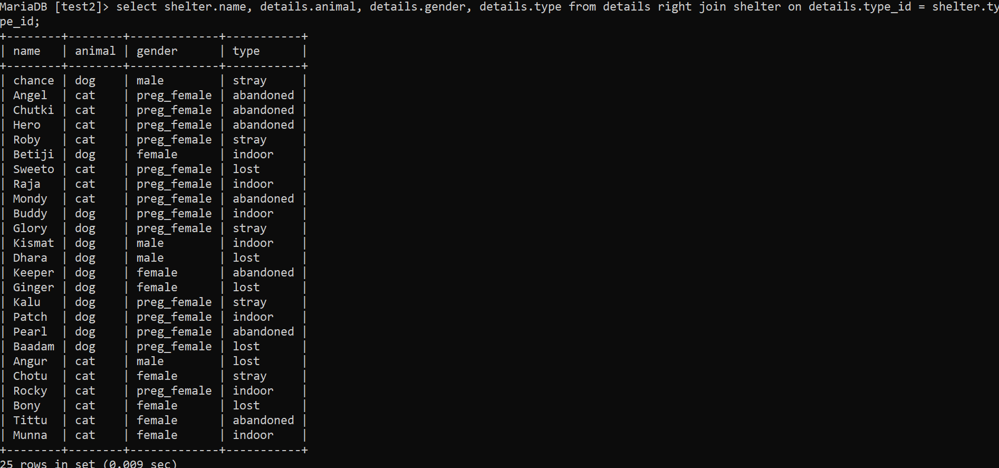 MariaDB [test2]> select shelter.name, details.animal, details.gender, details.type from details right join shelter on details.type_id = shelter.ty
pe_id;
+--------+--------+-------------+-----------+
| name   | animal | gender      | type      |
+--------+--------+-------------+-----------+
| chance | dog    | male        | stray     |
| Angel  | cat    | preg_female | abandoned |
| Chutki | cat    | preg_female | abandoned |
| Hero   | cat    | preg_female | abandoned |
| Roby   | cat    | preg_female | stray     |
| Betiji | dog    | female      | indoor    |
| Sweeto | cat    | preg_female | lost      |
| Raja   | cat    | preg_female | indoor    |
| Mondy  | cat    | preg_female | abandoned |
| Buddy  | dog    | preg_female | indoor    |
| Glory  | dog    | preg_female | stray     |
| Kismat | dog    | male        | indoor    |
| Dhara  | dog    | male        | lost      |
| Keeper | dog    | female      | abandoned |
| Ginger | dog    | female      | lost      |
| Kalu   | dog    | preg_female | stray     |
| Patch  | dog    | preg_female | indoor    |
| Pearl  | dog    | preg_female | abandoned |
| Baadam | dog    | preg_female | lost      |
| Angur  | cat    | male        | lost      |
| Chotu  | cat    | female      | stray     |
| Rocky  | cat    | preg_female | indoor    |
| Bony   | cat    | female      | lost      |
| Tittu  | cat    | female      | abandoned |
| Munna  | cat    | female      | indoor    |
+--------+--------+-------------+-----------+
25 rows in set (0.009 sec)